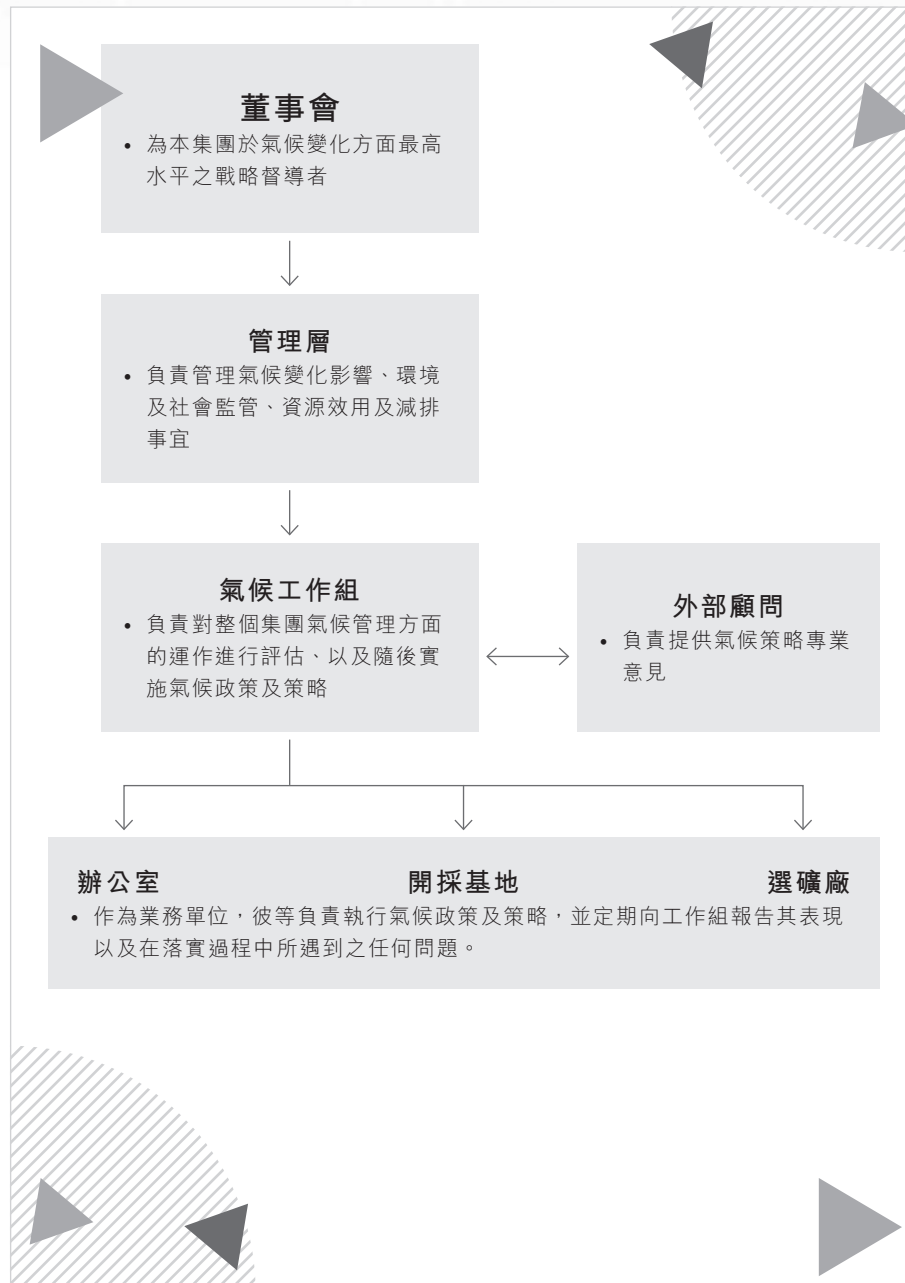 董事會
• 為本集團於氣候變化方面最高
水平之戰略督導者
管理層
• 負責管理氣候變化影響、環境
及社會監管、資源效用及減排
事宜
氣候工作組
• 負責對整個集團氣候管理方面
的運作進行評估、以及隨後實
施氣候政策及策略
外部顧問
• 負責提供氣候策略專業
意見
辦公室
開採基地
選礦廠
• 作為業務單位，彼等負責執行氣候政策及策略，並定期向工作組報告其表現
以及在落實過程中所遇到之任何問題。